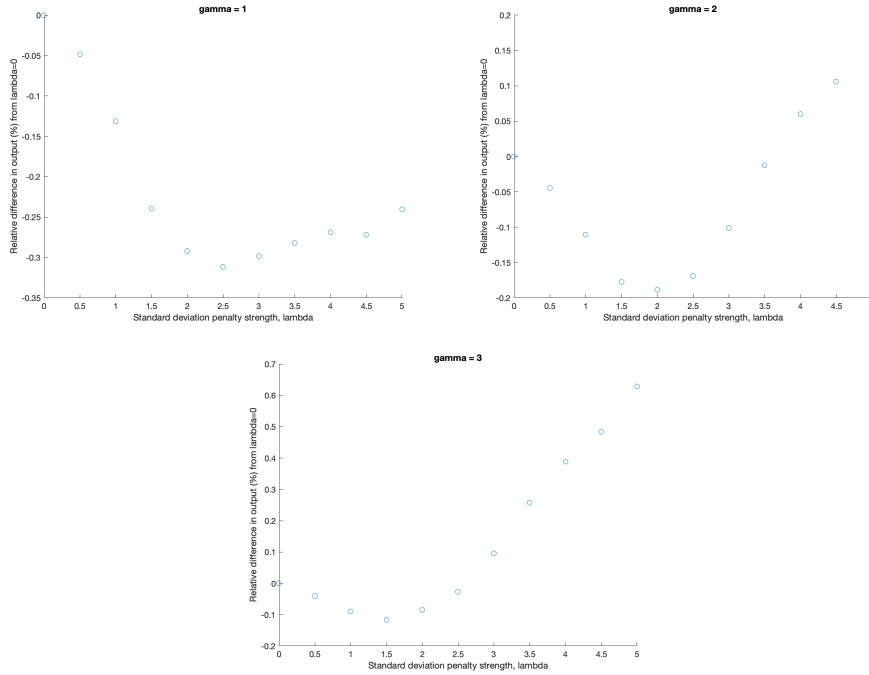 gamma = 1
Relative difference in output (%) from lambda=0
0
-0.05
-0.1
-0.15
-0.2
-0.25
-0.3
-0.35
0 0.5 1 1.5 2 2.5 3 3.5 4 4.5 5
Standard deviation penalty strength, lambda
gamma = 2
Relative difference in output (%) from lambda=0
0.2
0.15
0.1
0.05
0
-0.05
-0.1
-0.15
-0.2
0 0.5 1 1.5 2 2.5 3 3.5 4 4.5
Standard deviation penalty strength, lambda
gamma = 3
Relative difference in output (%) from lambda=0
0.7
0.6
0.5
0.4
0.3
0.2
0.1
0
-0.1
-0.2
0 0.5 1 1.5 2 2.5 3 3.5 4 4.5 5
Standard deviation penalty strength, lambda